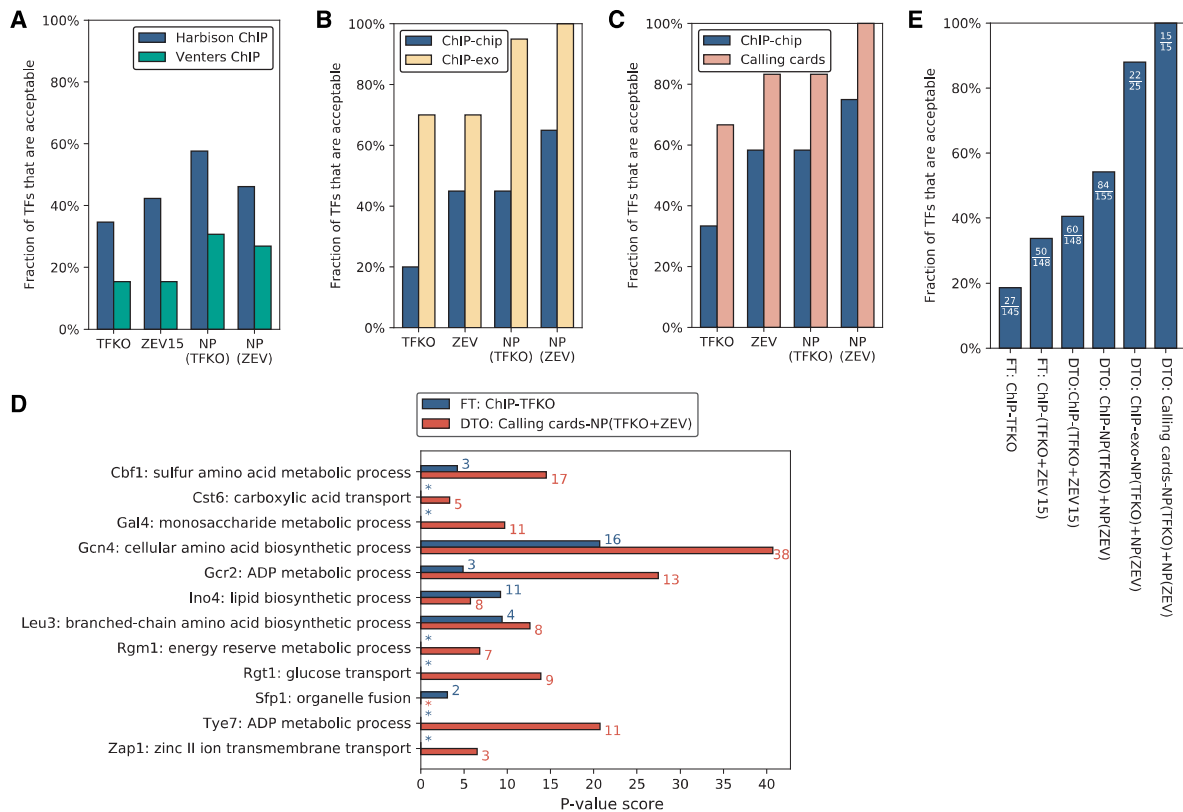 A
Fraction of TFs that are acceptable
100%
80%
60%
40%
20%
0%
Harbison ChIP
Venters ChIP
TFKO
ZEV15
NP
(TFKO)
NP
(ZEV)
B
Fraction of TFs that are acceptable
100%
80%
60%
40%
20%
0%
ChIP-chip
ChIP-exo
TFKO
ZEV
NP
(TFKO)
NP
(ZEV)
C
Fraction of TFs that are acceptable
100%
80%
60%
40%
20%
0%
ChIP-chip
Calling cards
TFKO
ZEV
NP
(TFKO)
NP
(ZEV)
E
Fraction of TFs that are acceptable
100%
80%
60%
40%
20%
0%
27
145
50
148
60
148
84
155
22
25
15
15
FT: ChIP-TFKO
FT: ChIP-(TFKO+ZEV15)
DTO:ChIP-(TFKO+ZEV15)
DTO: ChIP-NP(TFKO)+NP(ZEV)
DTO: ChIP-exo-NP(TFKO)+NP(ZEV)
DTO: Calling cards-NP(TFKO)+NP(ZEV)
D
FT: ChIP-TFKO
DTO: Calling cards-NP(TFKO+ZEV)
Cbf1: sulfur amino acid metabolic process
3
17
Cst6: carboxylic acid transport
*
5
Gal4: monosaccharide metabolic process
*
11
Gcn4: cellular amino acid biosynthetic process
16
38
Gcr2: ADP metabolic process
3
13
Ino4: lipid biosynthetic process
11
8
Leu3: branched-chain amino acid biosynthetic process
4
8
Rgm1: energy reserve metabolic process
*
7
Rgt1: glucose transport
*
9
Sfp1: organelle fusion
2
*
Tye7: ADP metabolic process
*
11
Zap1: zinc II ion transmembrane transport
*
3
0 5 10 15 20 25 30 35 40
P-value score